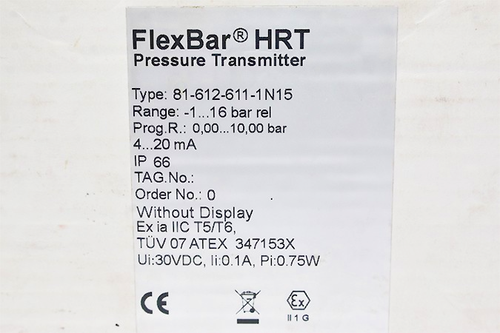 FlexBar® HRT
Pressure Transmitter
Type: 81-612-611-1N15
Range: -1...16 bar rel
Prog.R.: 0,00...10,00 bar
4...20 mA
IP 66
TAG.No.:
Order No.: 0
Without Display
Ex ia IIC T5/T6,
TÜV 07 ATEX 347153X
Ui:30VDC, Ii:0.1A, Pi:0.75W
CE Ex
II 1 G